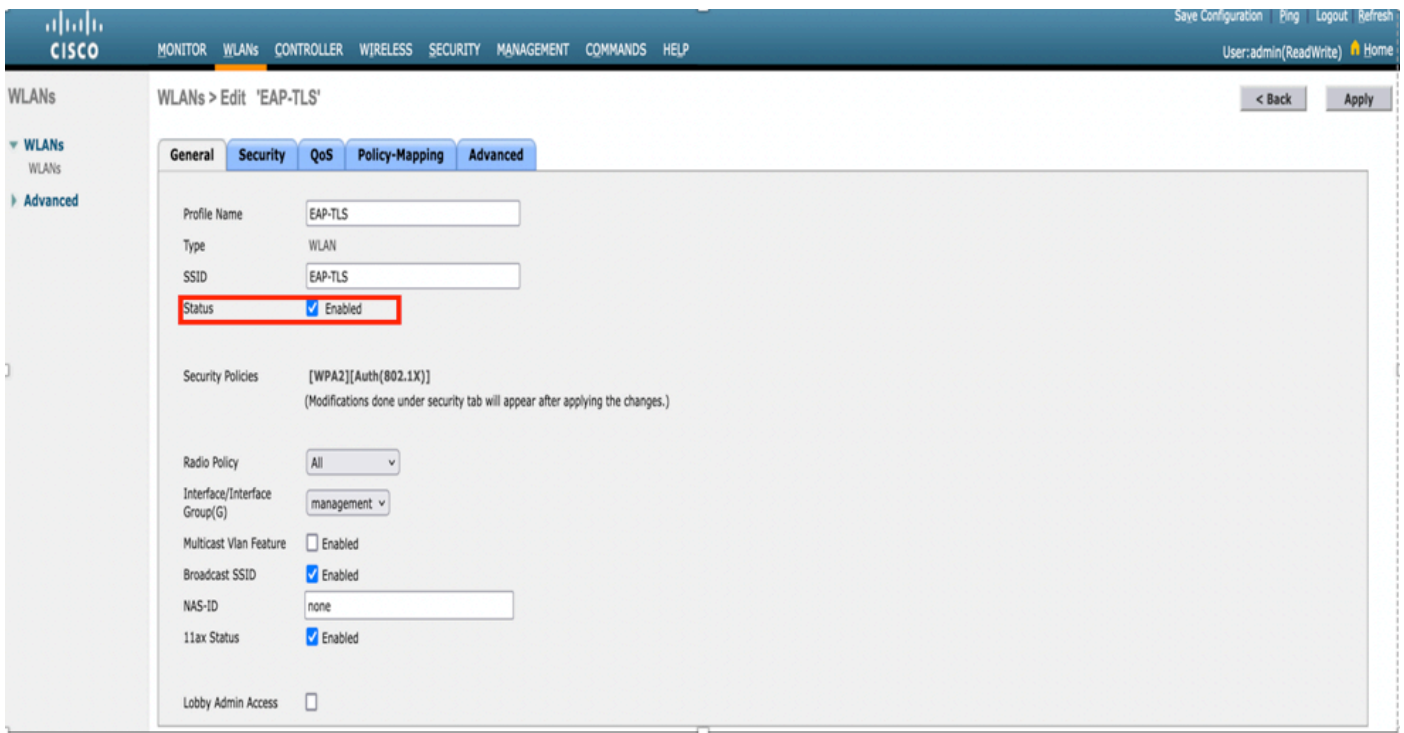 Save Configuration Ping Logout Refresh
CISCO MONITOR WLANs CONTROLLER WIRELESS SECURITY MANAGEMENT COMMANDS HELP User:admin(ReadWrite) Home
WLANs WLANs > Edit 'EAP-TLS' < Back Apply
WLANs
WLANs
Advanced
General Security QoS Policy-Mapping Advanced
Profile Name EAP-TLS
Type WLAN
SSID EAP-TLS
Status Enabled
Security Policies [WPA2][Auth(802.1X)]
(Modifications done under security tab will appear after applying the changes.)
Radio Policy All
Interface/Interface
Group(G) management
Multicast Vlan Feature Enabled
Broadcast SSID Enabled
NAS-ID none
11ax Status Enabled
Lobby Admin Access